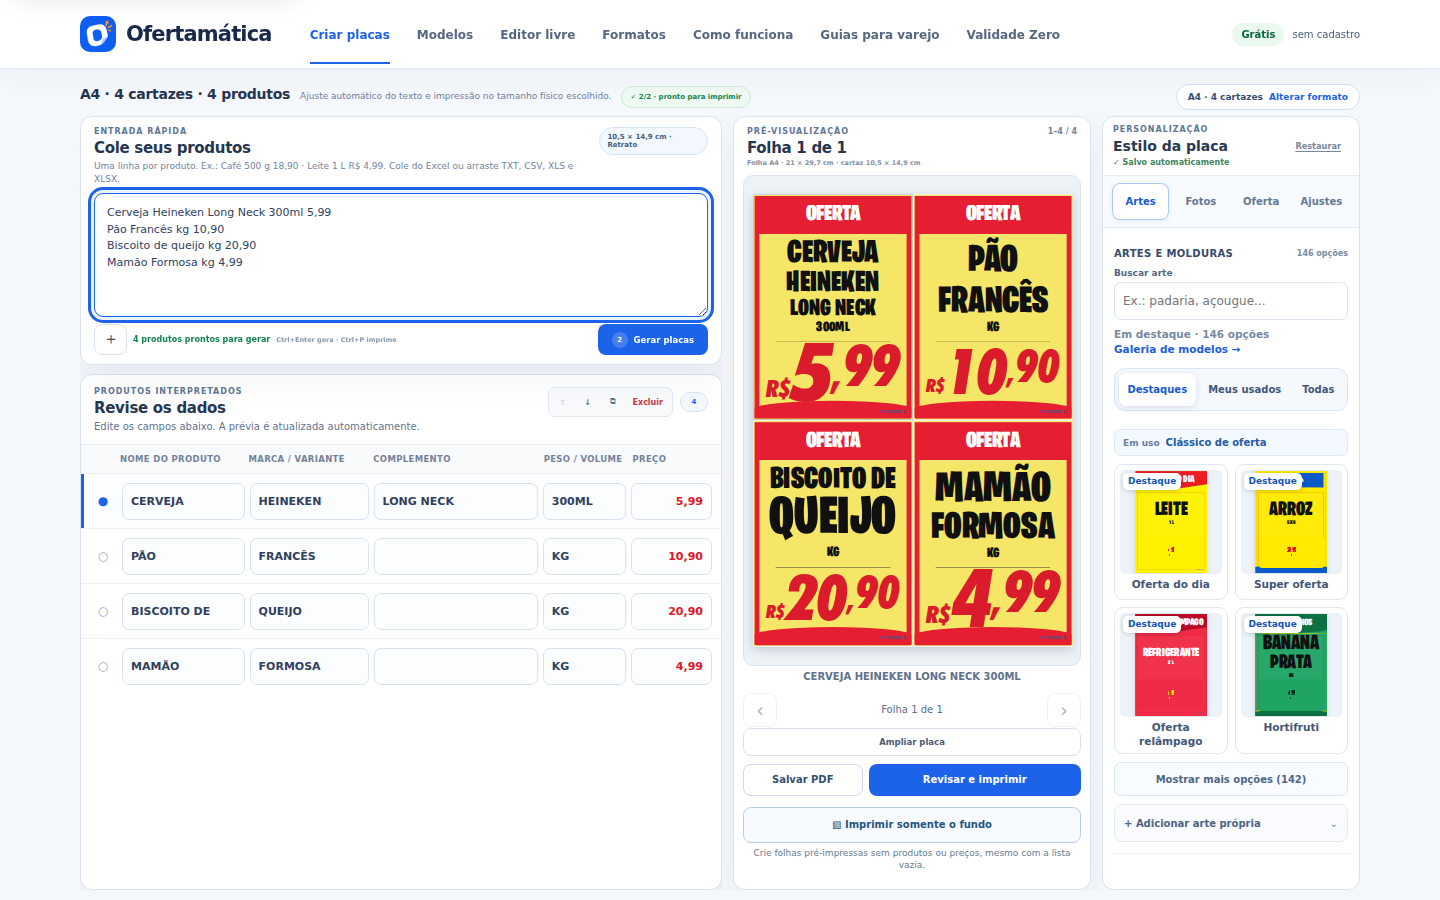 Ofertamática
Criar placas
Modelos
Editor livre
Formatos
Como funciona
Guias para varejo
Validade Zero
Grátis
sem cadastro
A4 · 4 cartazes · 4 produtos
Ajuste automático do texto e impressão no tamanho físico escolhido.
✓ 2/2 · pronto para imprimir
A4 · 4 cartazes Alterar formato
ENTRADA RÁPIDA
Cole seus produtos
Uma linha por produto. Ex.: Café 500 g 18,90 · Leite 1 L R$ 4,99. Cole do Excel ou arraste TXT, CSV, XLS e
XLSX.
10,5 × 14,9 cm ·
Retrato
Cerveja Heineken Long Neck 300ml 5,99
Pão Francês kg 10,90
Biscoito de queijo kg 20,90
Mamão Formosa kg 4,99
+
4 produtos prontos para gerar
Ctrl+Enter gera · Ctrl+P imprime
2 Gerar placas
PRODUTOS INTERPRETADOS
Revise os dados
Edite os campos abaixo. A prévia é atualizada automaticamente.
↑ ↓ ⧉ Excluir
4
NOME DO PRODUTO MARCA / VARIANTE COMPLEMENTO PESO / VOLUME PREÇO
CERVEJA HEINEKEN LONG NECK 300ML 5,99
PÃO FRANCÊS KG 10,90
BISCOITO DE QUEIJO KG 20,90
MAMÃO FORMOSA KG 4,99
PRÉ-VISUALIZAÇÃO
1–4 / 4
Folha 1 de 1
Folha A4 · 21 × 29,7 cm · cartaz 10,5 × 14,9 cm
OFERTA
CERVEJA
HEINEKEN
LONG NECK
300ML
R$ 5,99
OFERTA
PÃO
FRANCÊS
KG
R$ 10,90
OFERTA
BISCOITO DE
QUEIJO
KG
R$ 20,90
OFERTA
MAMÃO
FORMOSA
KG
R$ 4,99
CERVEJA HEINEKEN LONG NECK 300ML
‹
Folha 1 de 1
›
Ampliar placa
Salvar PDF
Revisar e imprimir
▧ Imprimir somente o fundo
Crie folhas pré-impressas sem produtos ou preços, mesmo com a lista
vazia.
PERSONALIZAÇÃO
Estilo da placa
✓ Salvo automaticamente
Restaurar
Artes
Fotos
Oferta
Ajustes
ARTES E MOLDURAS
146 opções
Buscar arte
Ex.: padaria, açougue...
Em destaque · 146 opções
Galeria de modelos →
Destaques
Meus usados
Todas
Em uso Clássico de oferta
Destaque
DIA
LEITE
1 L
Oferta do dia
Destaque
ARROZ
5KG
Super oferta
Destaque
REFRIGERANTE
2 L
Oferta
relâmpago
Destaque
BANANA
PRATA
Hortifruti
Mostrar mais opções (142)
+ Adicionar arte própria